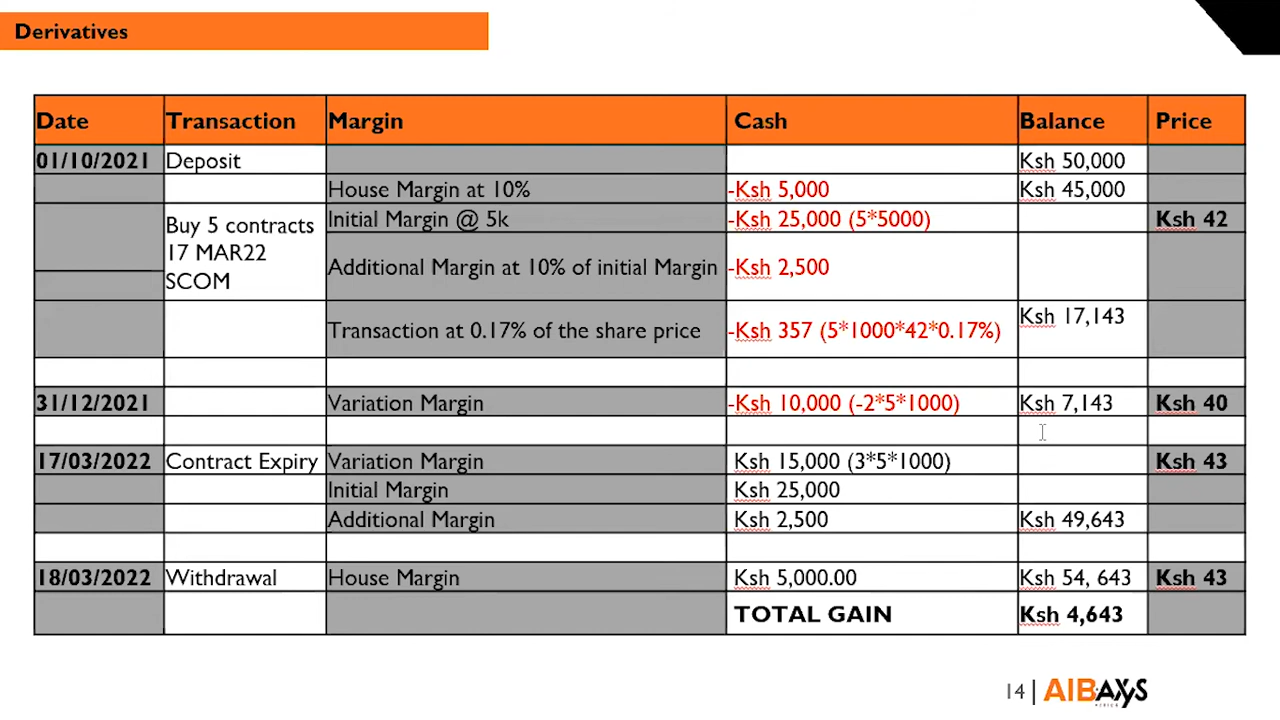 Derivatives
Date Transaction Margin Cash Balance Price
01/10/2021 Deposit Ksh 50,000
House Margin at 10% -Ksh 5,000 Ksh 45,000
Buy 5 contracts
17 MAR22
SCOM
Initial Margin @ 5k -Ksh 25,000 (5*5000) Ksh 42
Additional Margin at 10% of initial Margin -Ksh 2,500
Transaction at 0.17% of the share price -Ksh 357 (5*1000*42*0.17%) Ksh 17,143
31/12/2021 Variation Margin -Ksh 10,000 (-2*5*1000) Ksh 7,143 Ksh 40
17/03/2022 Contract Expiry Variation Margin Ksh 15,000 (3*5*1000) Ksh 43
Initial Margin Ksh 25,000
Additional Margin Ksh 2,500 Ksh 49,643
18/03/2022 Withdrawal House Margin Ksh 5,000.00 Ksh 54, 643 Ksh 43
TOTAL GAIN Ksh 4,643
14 | AIBAXYS